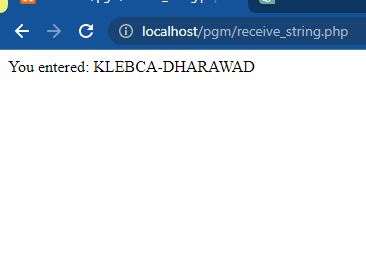 localhost/pgm/receive_string.php
You entered: KLEBCA-DHARAWAD